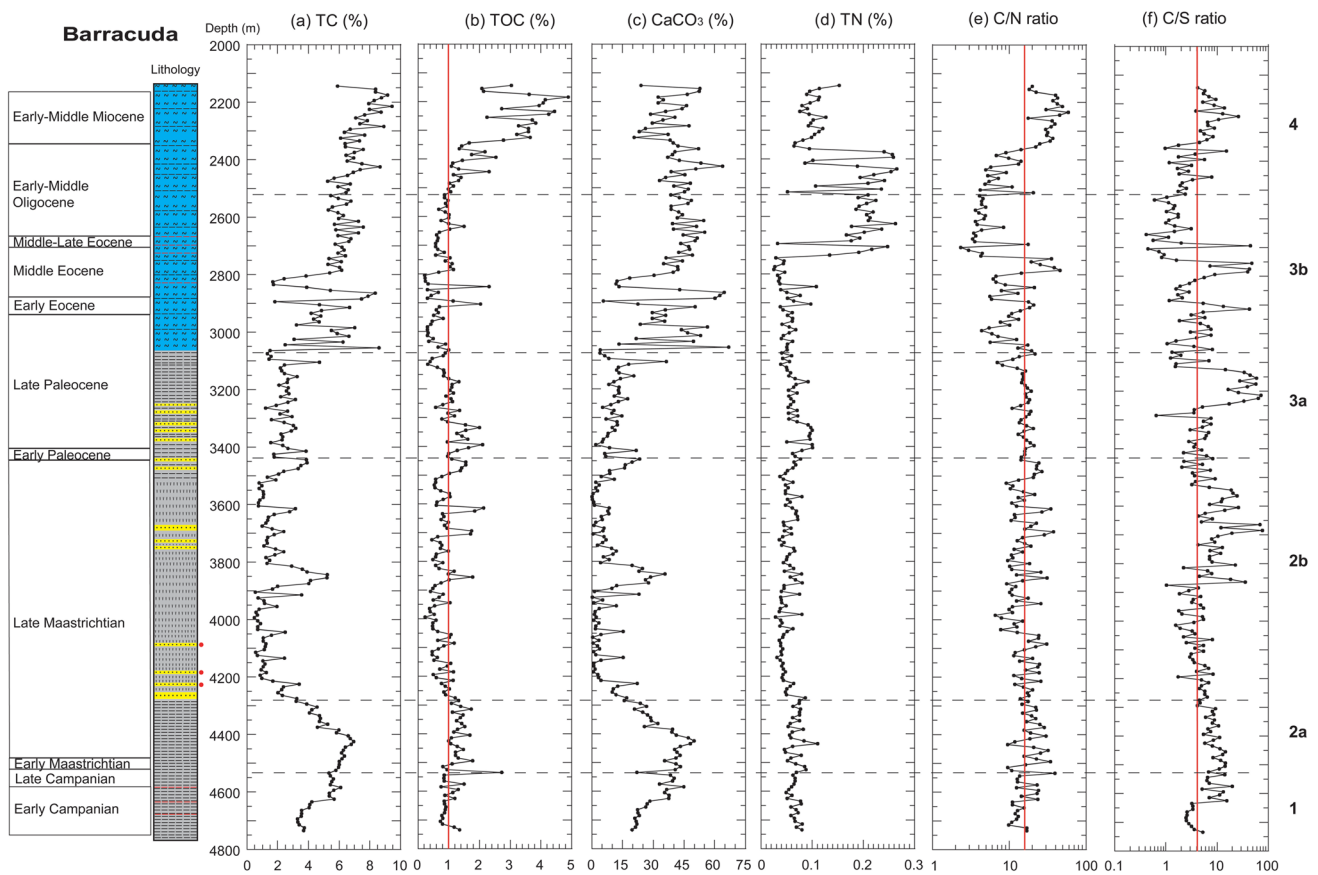 Barracuda
Lithology
Depth (m)
(a) TC (%)
(b) TOC (%)
(c) CaCO₃ (%)
(d) TN (%)
(e) C/N ratio
(f) C/S ratio
2000
2200
2400
2600
2800
3000
3200
3400
3600
3800
4000
4200
4400
4600
4800
Early-Middle Miocene
Early-Middle
Oligocene
Middle-Late Eocene
Middle Eocene
Early Eocene
Late Paleocene
Early Paleocene
Late Maastrichtian
Early Maastrichtian
Late Campanian
Early Campanian
4
3b
3a
2b
2a
1
0 2 4 6 8 10
0 1 2 3 4 5
0 15 30 45 60 75
0 0.1 0.2 0.3
1 10 100
0.1 1 10 100